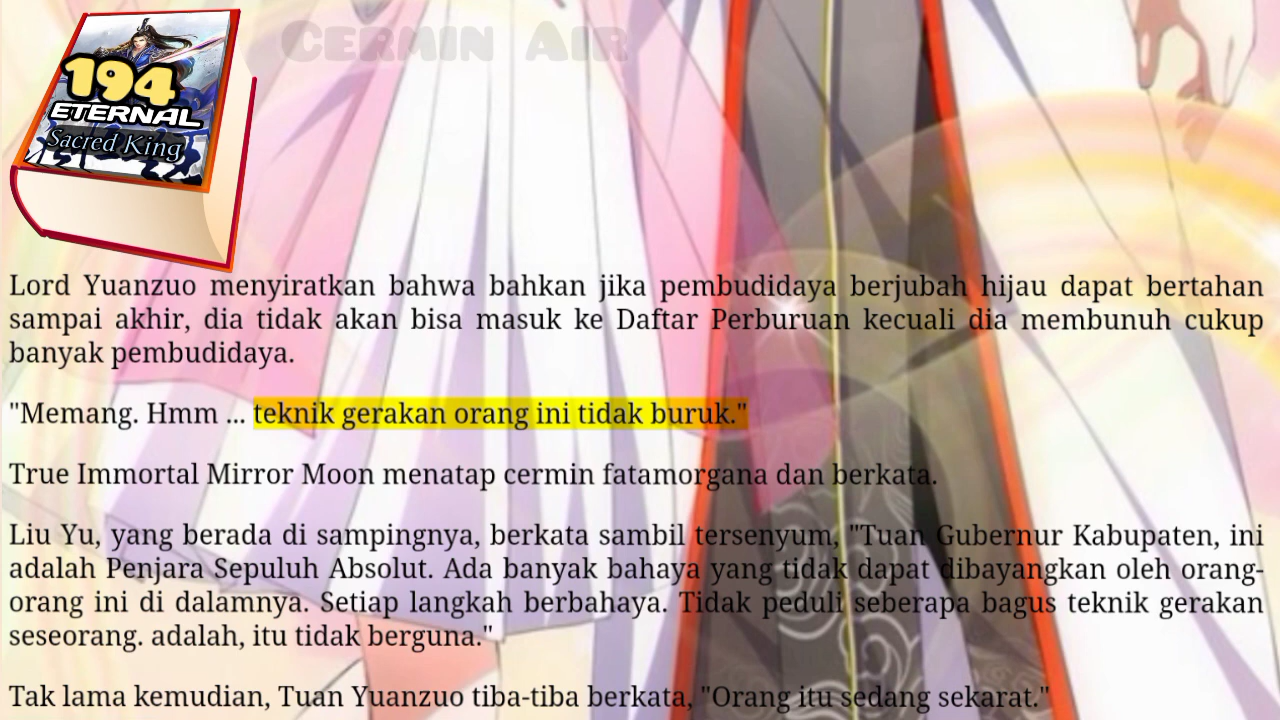 Cermin Air
194
ETERNAL
Sacred King
Lord Yuanzuo menyiratkan bahwa bahkan jika pembudidaya berjubah hijau dapat bertahan
sampai akhir, dia tidak akan bisa masuk ke Daftar Perburuan kecuali dia membunuh cukup
banyak pembudidaya.
"Memang. Hmm ... teknik gerakan orang ini tidak buruk."
True Immortal Mirror Moon menatap cermin fatamorgana dan berkata.
Liu Yu, yang berada di sampingnya, berkata sambil tersenyum, "Tuan Gubernur Kabupaten, ini
adalah Penjara Sepuluh Absolut. Ada banyak bahaya yang tidak dapat dibayangkan oleh orang-
orang ini di dalamnya. Setiap langkah berbahaya. Tidak peduli seberapa bagus teknik gerakan
seseorang. adalah, itu tidak berguna."
Tak lama kemudian, Tuan Yuanzuo tiba-tiba berkata, "Orang itu sedang sekarat."